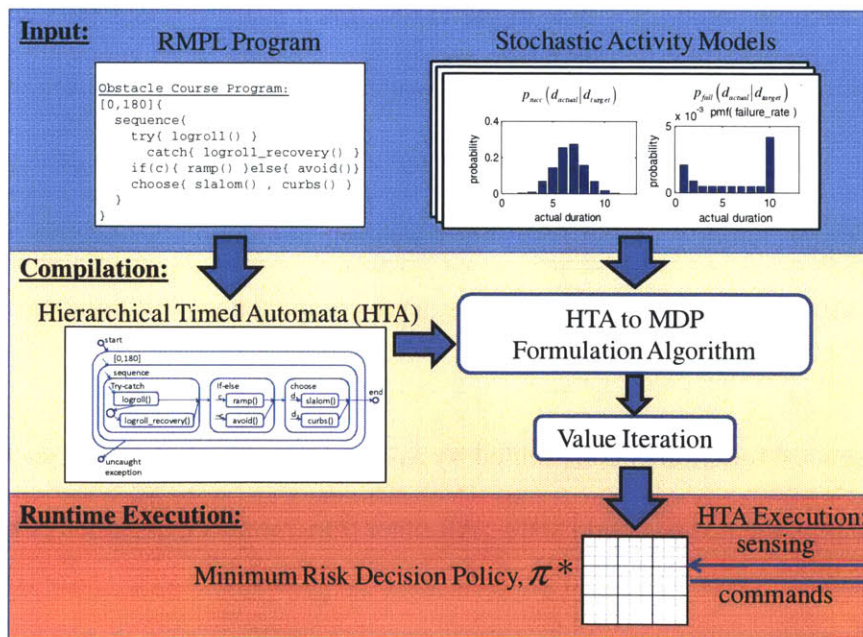 Input:
RMPL Program
Obstacle Course Program:
[0,180]{
sequence{
try{ logroll() }
catch{ logroll_recovery() }
if(c){ ramp() }else{ avoid()}
choose{ slalom() , curbs() }
}
}
Stochastic Activity Models
p_succ(d_actual|d_target)
0.4
0.2
0
probability
0 5 10
actual duration
p_fail(d_actual|d_target)
x 10^-3 pmf( failure_rate )
5
0
probability
0 5 10
actual duration
Compilation:
Hierarchical Timed Automata (HTA)
start
[0,180]
sequence
Try-catch
logroll()
logroll_recovery()
If-else
c
ramp()
avoid()
choose
d
slalom()
d
curbs()
end
uncaught
exception
HTA to MDP
Formulation Algorithm
Value Iteration
Runtime Execution:
Minimum Risk Decision Policy, π*
HTA Execution:
sensing
commands